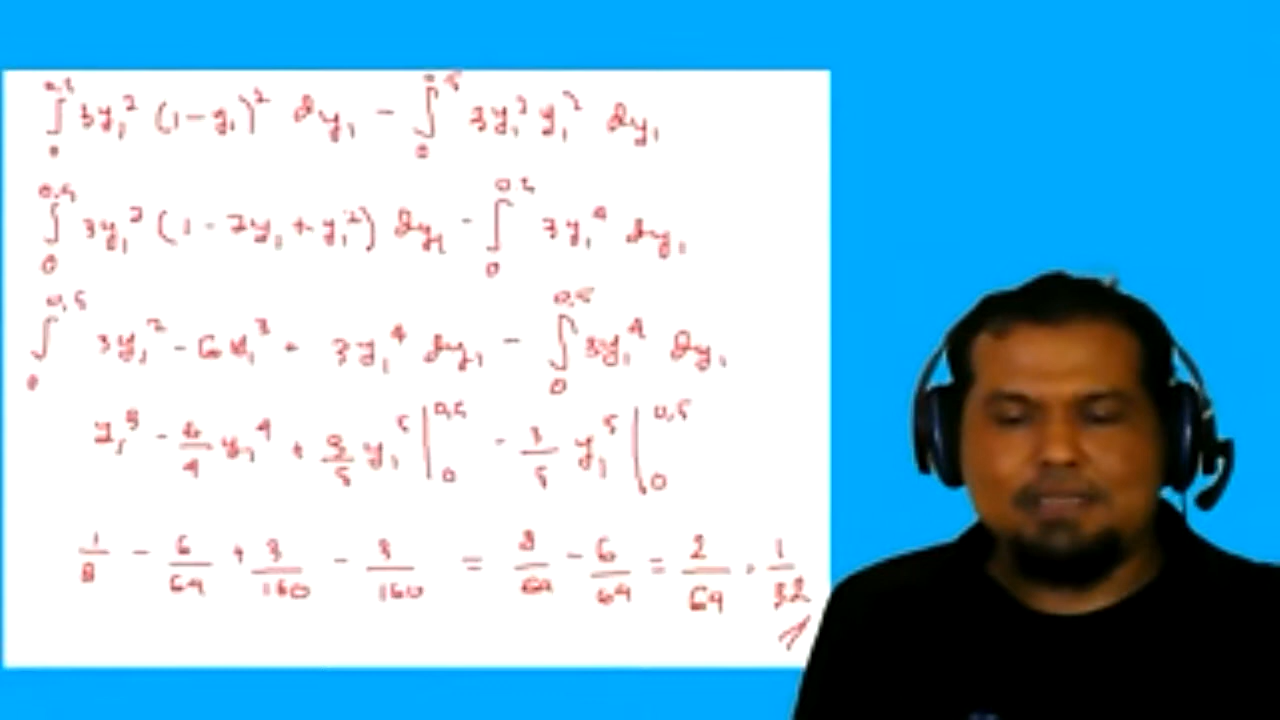 ∫₀^0,5 3y₁² (1-y₁)² dy₁ - ∫₀^0,5 3y₁² y₁² dy₁
∫₀^0,5 3y₁² (1 - 2y₁ + y₁²) dy₁ - ∫₀^0,5 3y₁⁴ dy₁
∫₀^0,5 3y₁² - 6y₁³ + 3y₁⁴ dy₁ - ∫₀^0,5 3y₁⁴ dy₁
y₁³ - 6/4 y₁⁴ + 3/5 y₁⁵ |₀^0,5 - 3/5 y₁⁵ |₀^0,5
1/8 - 6/64 + 3/160 - 3/160 = 8/64 - 6/64 = 2/64 = 1/32